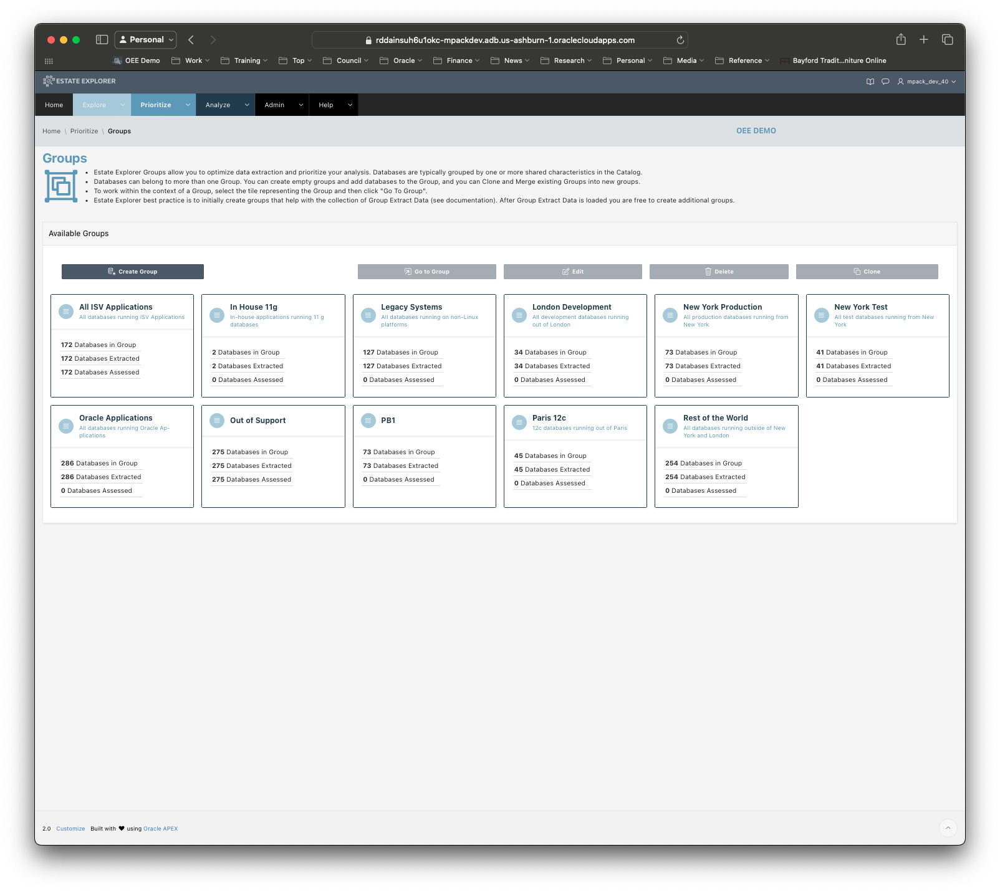 Personal
rddainsuh6u1okc-mpackdev.adb.us-ashburn-1.oraclecloudapps.com
OEE Demo Work Training Top Council Oracle Finance News Research Personal Media Reference Bayford Tradit...niture Online
ESTATE EXPLORER
mpack_dev_40
Home Explore Prioritize Analyze Admin Help
Home \ Prioritize \ Groups
OEE DEMO
Groups
• Estate Explorer Groups allow you to optimize data extraction and prioritize your analysis. Databases are typically grouped by one or more shared characteristics in the Catalog.
• Databases can belong to more than one Group. You can create empty groups and add databases to the Group, and you can Clone and Merge existing Groups into new groups.
• To work within the context of a Group, select the tile representing the Group and then click "Go To Group".
• Estate Explorer best practice is to initially create groups that help with the collection of Group Extract Data (see documentation). After Group Extract Data is loaded you are free to create additional groups.
Available Groups
Create Group Go to Group Edit Delete Clone
All ISV Applications
All databases running ISV Applications
172 Databases in Group
172 Databases Extracted
172 Databases Assessed
In House 11g
In-house applications running 11 g
databases
2 Databases in Group
2 Databases Extracted
0 Databases Assessed
Legacy Systems
All databases running on non-Linux
platforms
127 Databases in Group
127 Databases Extracted
0 Databases Assessed
London Development
All development databases running
out of London
34 Databases in Group
34 Databases Extracted
0 Databases Assessed
New York Production
All production databases running from
New York
73 Databases in Group
73 Databases Extracted
0 Databases Assessed
New York Test
All test databases running from New
York
41 Databases in Group
41 Databases Extracted
0 Databases Assessed
Oracle Applications
All databases running Oracle Ap-
plications
286 Databases in Group
286 Databases Extracted
0 Databases Assessed
Out of Support
275 Databases in Group
275 Databases Extracted
275 Databases Assessed
PB1
73 Databases in Group
73 Databases Extracted
0 Databases Assessed
Paris 12c
12c databases running out of Paris
45 Databases in Group
45 Databases Extracted
0 Databases Assessed
Rest of the World
All databases running outside of New
York and London
254 Databases in Group
254 Databases Extracted
0 Databases Assessed
2.0 Customize Built with ♥ using Oracle APEX